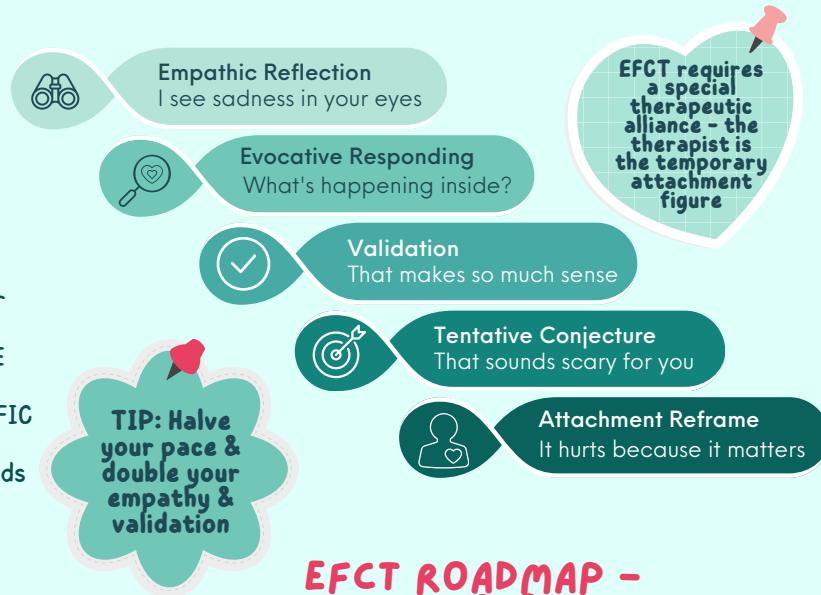 Empathic Reflection
I see sadness in your eyes
EFCT requires
a special
therapeutic
alliance - the
therapist is
the temporary
attachment
figure
Evocative Responding
What's happening inside?
Validation
That makes so much sense
Tentative Conjecture
That sounds scary for you
TIP: Halve
your pace &
double your
empathy &
validation
Attachment Reframe
It hurts because it matters
EFCT ROADMAP -